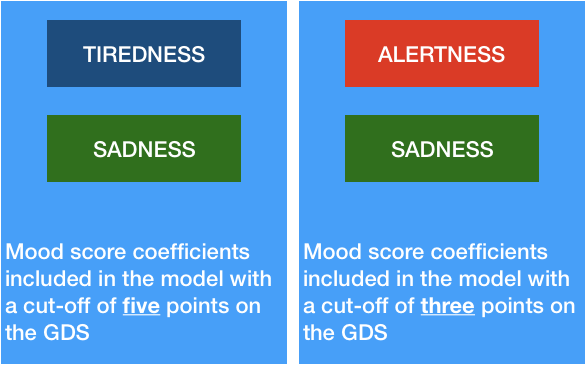 TIREDNESS
SADNESS
Mood score coefficients
included in the model with
a cut-off of five points on
the GDS
ALERTNESS
SADNESS
Mood score coefficients
included in the model with
a cut-off of three points on
the GDS